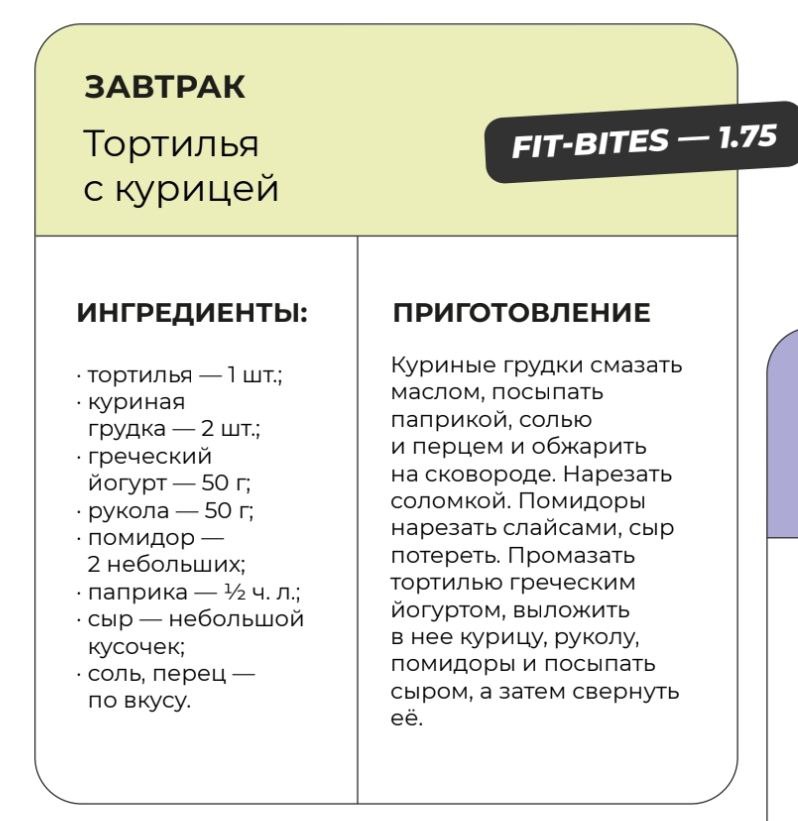 ЗАВТРАК
Тортилья
с курицей
FIT-BITES — 1.75
ИНГРЕДИЕНТЫ:
· тортилья — 1 шт.;
· куриная
грудка — 2 шт.;
· греческий
йогурт — 50 г;
· рукола — 50 г;
· помидор —
2 небольших;
· паприка — ½ ч. л.;
· сыр — небольшой
кусочек;
· соль, перец —
по вкусу.
ПРИГОТОВЛЕНИЕ
Куриные грудки смазать
маслом, посыпать
паприкой, солью
и перцем и обжарить
на сковороде. Нарезать
соломкой. Помидоры
нарезать слайсами, сыр
потереть. Промазать
тортилью греческим
йогуртом, выложить
в нее курицу, руколу,
помидоры и посыпать
сыром, а затем свернуть
её.